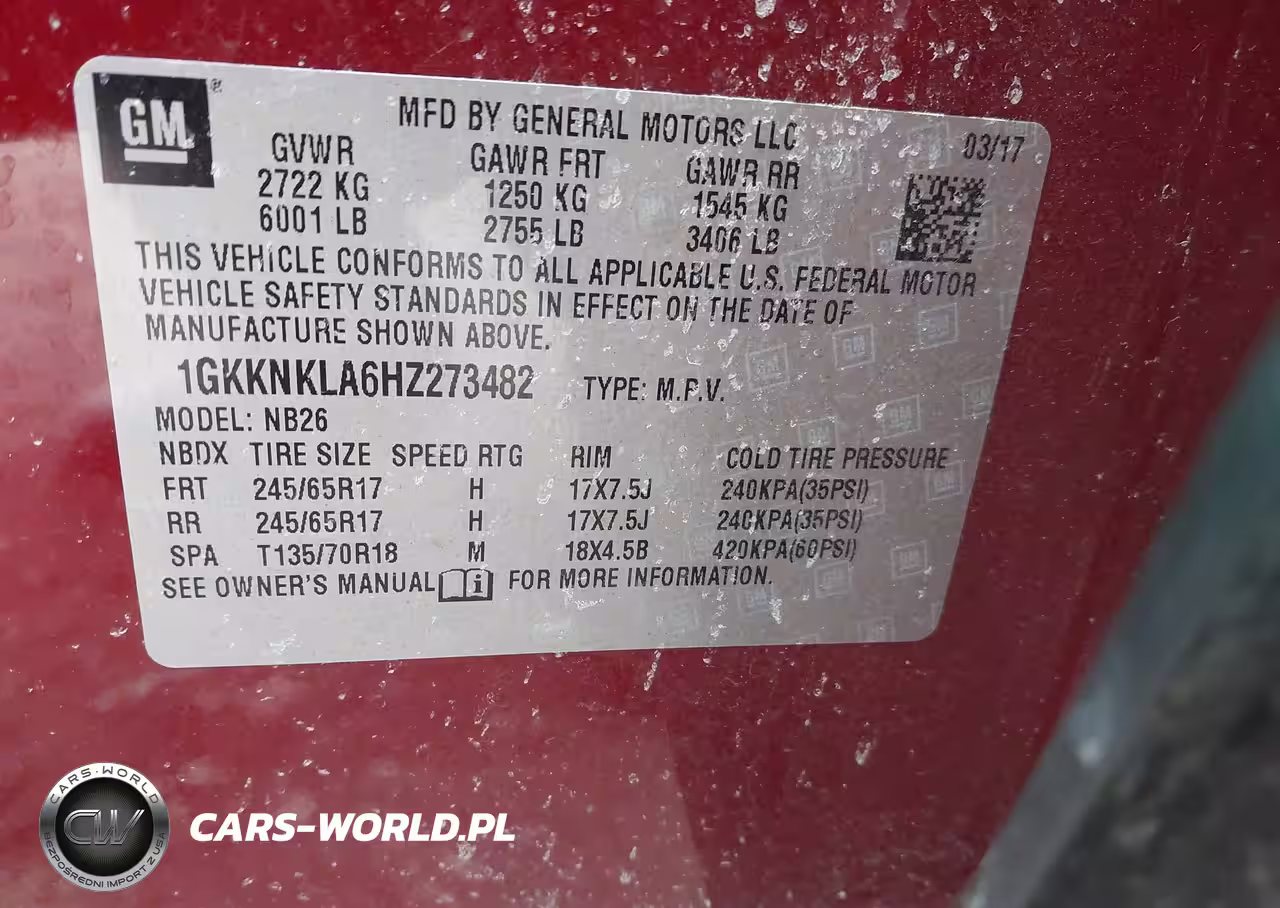 GM
MFD BY GENERAL MOTORS LLC
03/17
GVWR GAWR FRT GAWR RR
2722 KG 1250 KG 1545 KG
6001 LB 2755 LB 3406 LB
THIS VEHICLE CONFORMS TO ALL APPLICABLE U.S. FEDERAL MOTOR
VEHICLE SAFETY STANDARDS IN EFFECT ON THE DATE OF
MANUFACTURE SHOWN ABOVE.
1GKKNKLA6HZ273482 TYPE: M.P.V.
MODEL: NB26
NBDX TIRE SIZE SPEED RTG RIM COLD TIRE PRESSURE
FRT 245/65R17 H 17X7.5J 240KPA(35PSI)
RR 245/65R17 H 17X7.5J 240KPA(35PSI)
SPA T135/70R18 M 18X4.5B 420KPA(60PSI)
SEE OWNER'S MANUAL FOR MORE INFORMATION.
CARS-WORLD
CW
BEZPOŚREDNI IMPORT Z USA
CARS-WORLD.PL